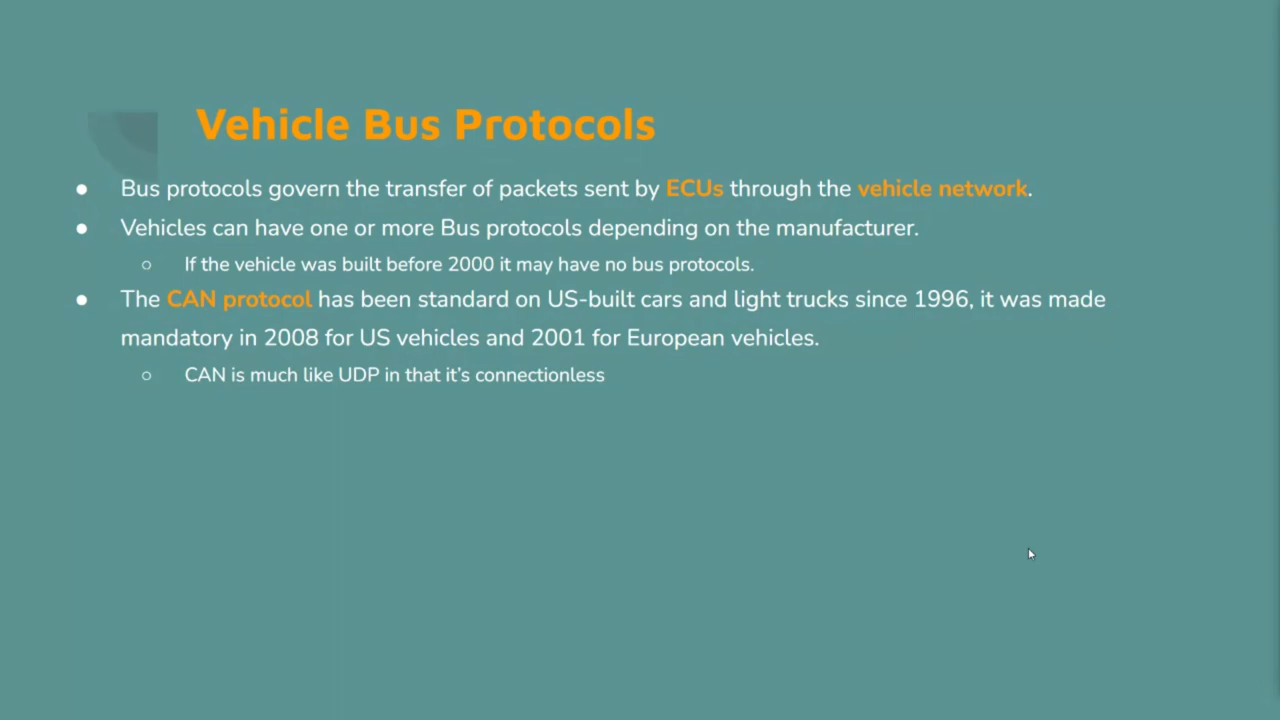 Vehicle Bus Protocols
● Bus protocols govern the transfer of packets sent by ECUs through the vehicle network.
● Vehicles can have one or more Bus protocols depending on the manufacturer.
○ If the vehicle was built before 2000 it may have no bus protocols.
● The CAN protocol has been standard on US-built cars and light trucks since 1996, it was made
mandatory in 2008 for US vehicles and 2001 for European vehicles.
○ CAN is much like UDP in that it’s connectionless